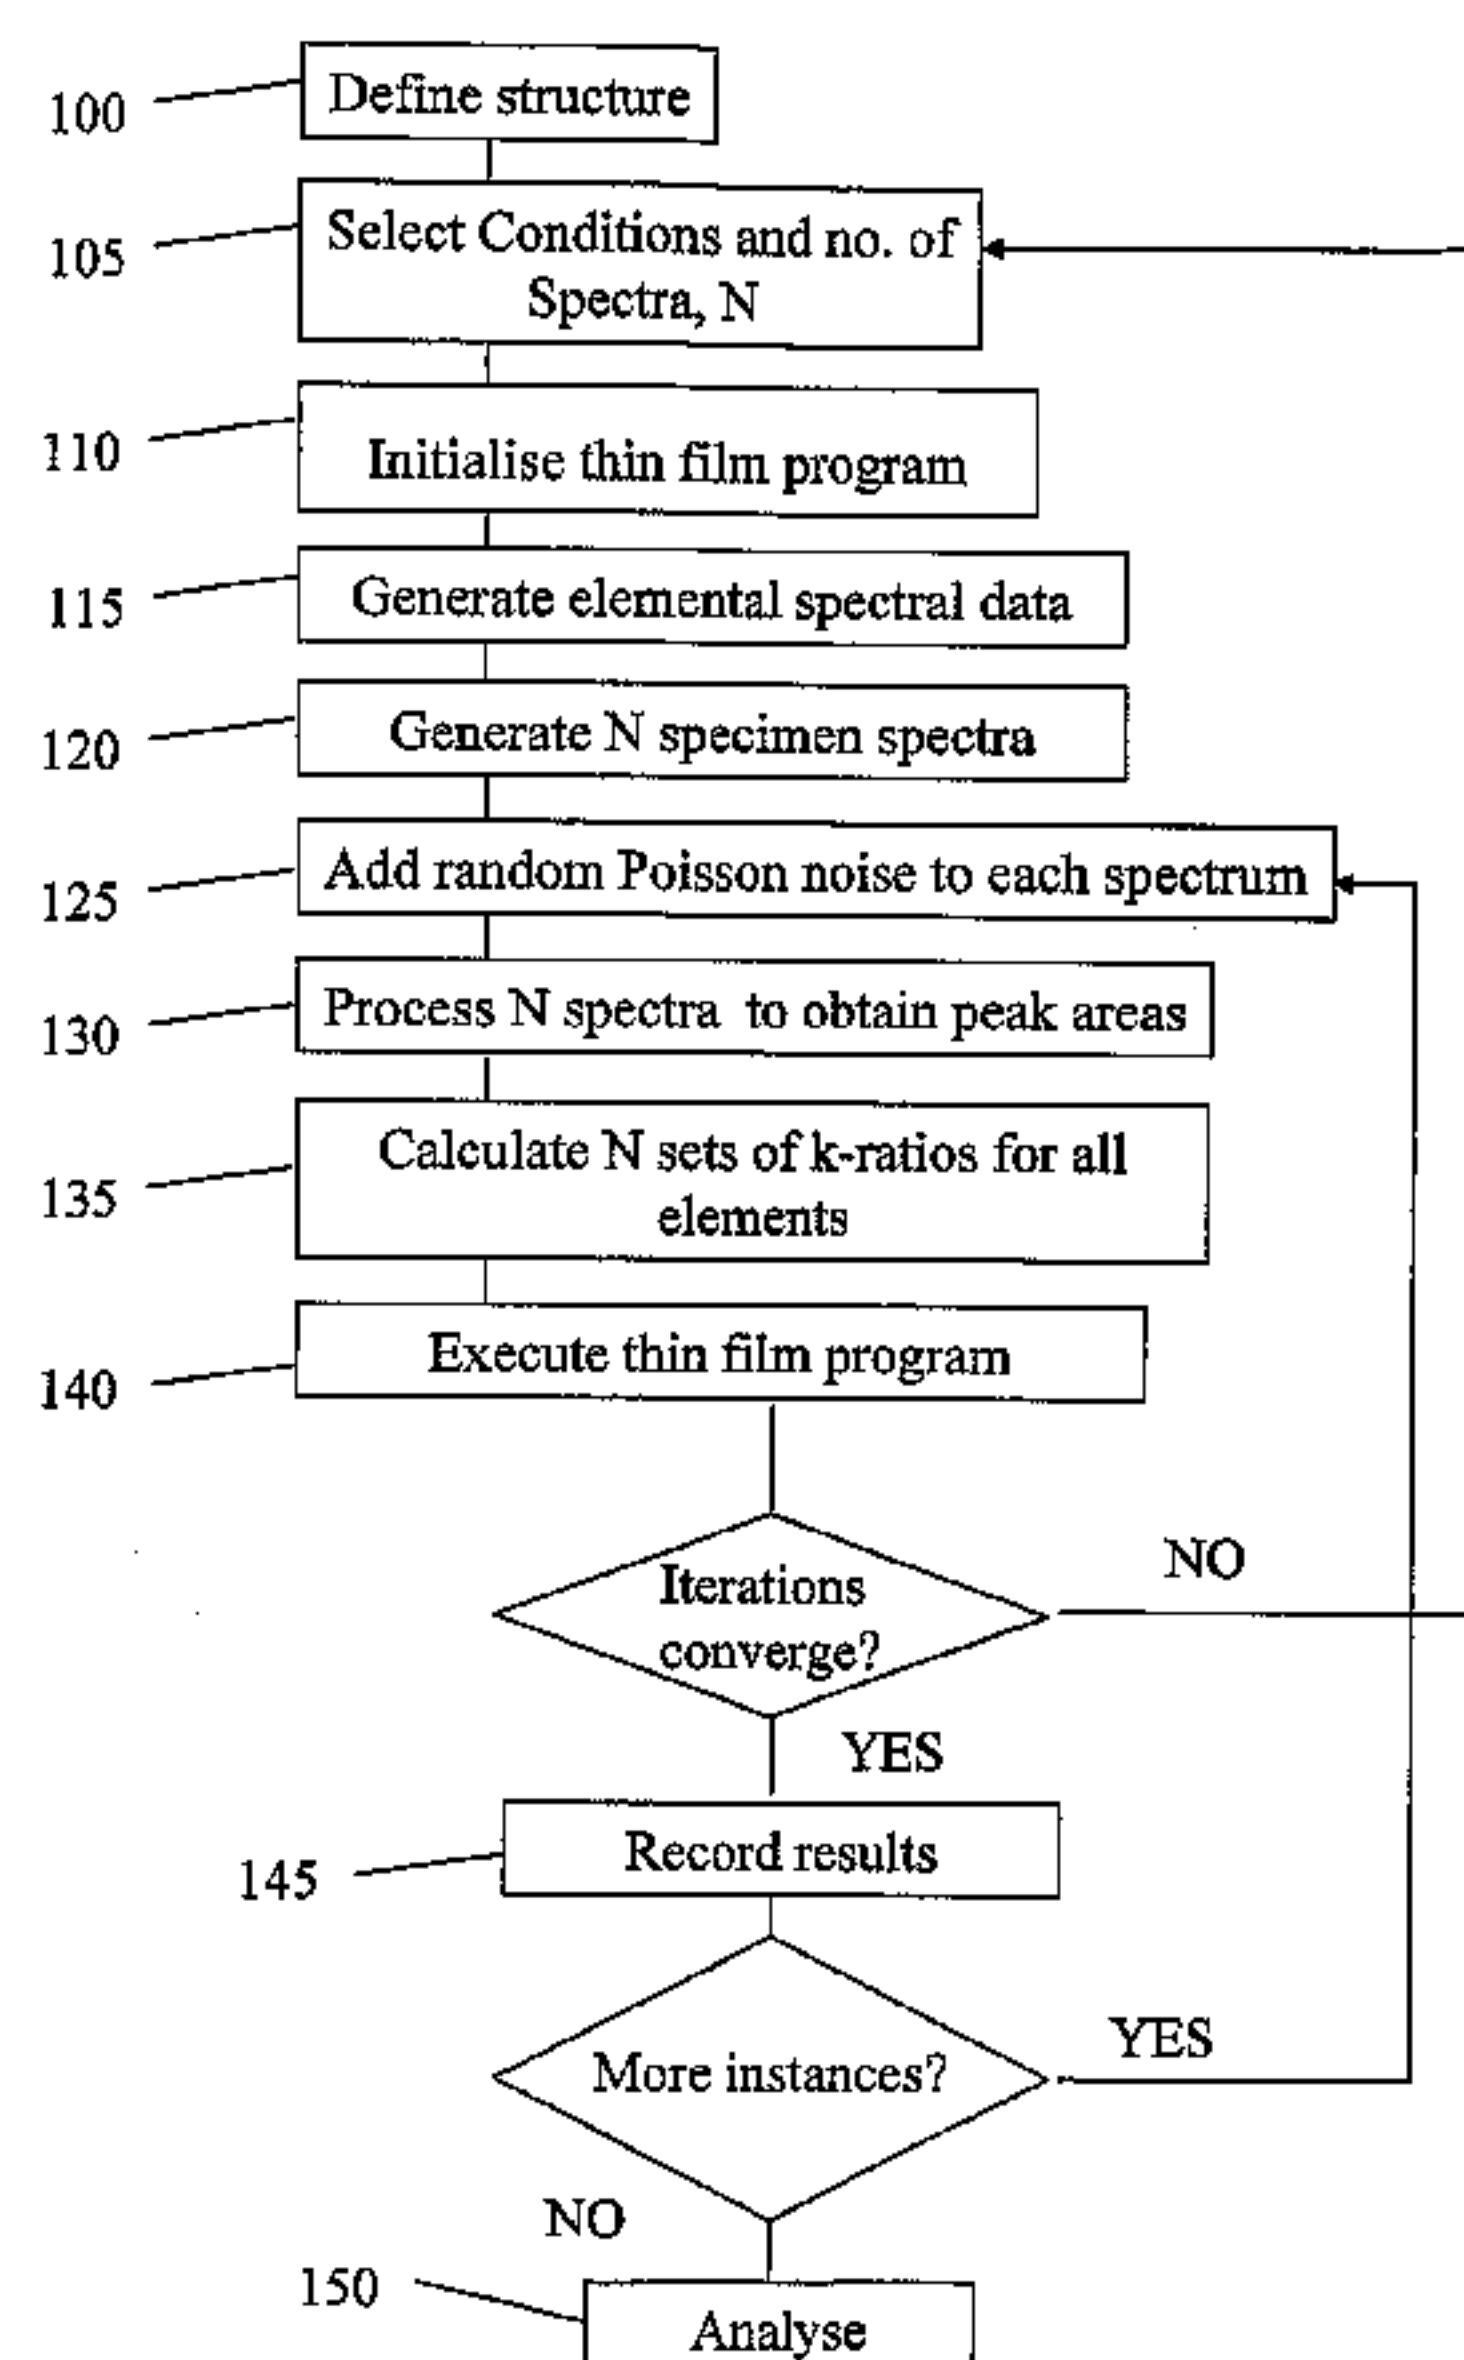 100
Define structure
105
Select Conditions and no. of
Spectra, N
110
Initialise thin film program
115
Generate elemental spectral data
120
Generate N specimen spectra
125
Add random Poisson noise to each spectrum
130
Process N spectra to obtain peak areas
135
Calculate N sets of k-ratios for all
elements
140
Execute thin film program
Iterations
converge?
NO
YES
145
Record results
More instances?
YES
NO
150
Analyse